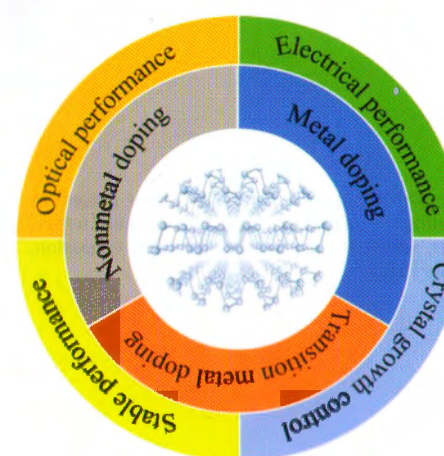 Optical performance
Electrical performance
Nonmetal doping
Metal doping
Transition metal doping
Stable performance
Crystal growth control